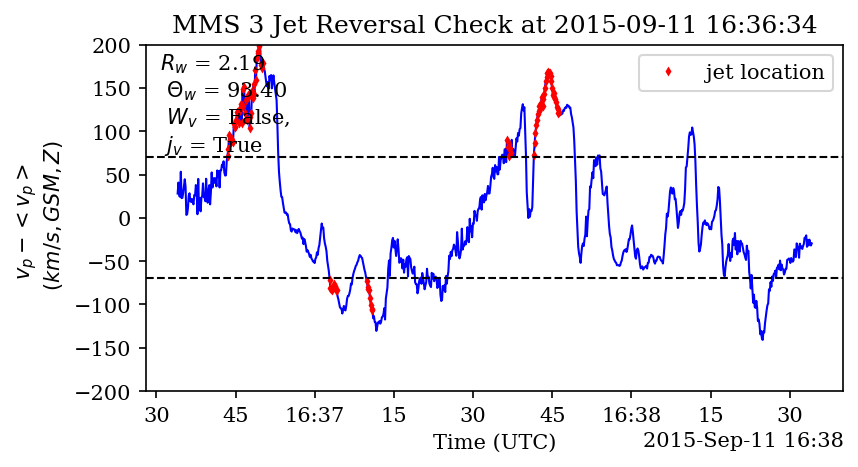 MMS 3 Jet Reversal Check at 2015-09-11 16:36:34
R_w = 2.19
Θ_w = 93.40
W_v = False,
j_v = True
jet location
v_p − < v_p >
(km/s, GSM, Z)
200
150
100
50
0
−50
−100
−150
−200
30
45
16:37
15
30
45
16:38
15
30
Time (UTC)
2015-Sep-11 16:38